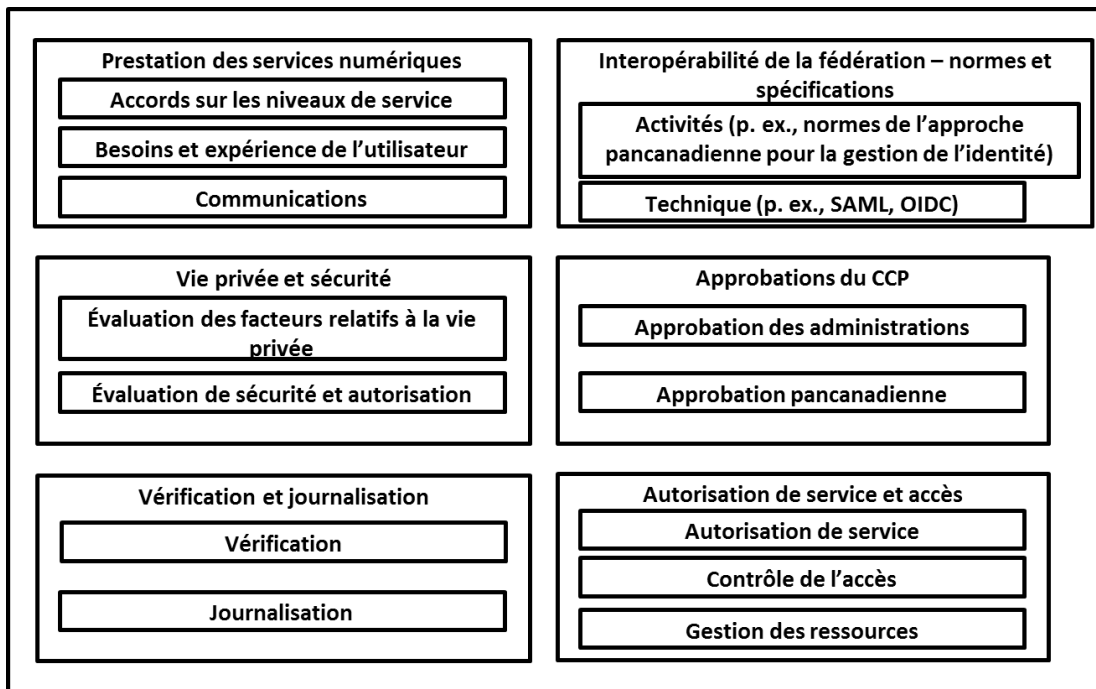 Prestation des services numériques
Accords sur les niveaux de service
Besoins et expérience de l’utilisateur
Communications
Interopérabilité de la fédération – normes et
spécifications
Activités (p. ex., normes de l’approche
pancanadienne pour la gestion de l’identité)
Technique (p. ex., SAML, OIDC)
Vie privée et sécurité
Évaluation des facteurs relatifs à la vie
privée
Évaluation de sécurité et autorisation
Approbations du CCP
Approbation des administrations
Approbation pancanadienne
Vérification et journalisation
Vérification
Journalisation
Autorisation de service et accès
Autorisation de service
Contrôle de l’accès
Gestion des ressources